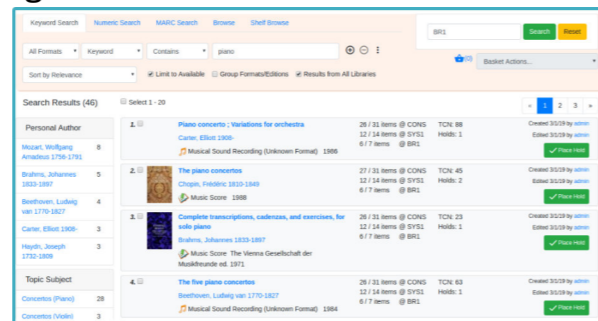 Keyword Search Numeric Search MARC Search Browse Shelf Browse
BR1 Search Reset
All Formats Keyword Contains piano
Basket Actions...
Sort by Relevance Limit to Available Group Formats/Editions Results from All Libraries
Search Results (46) Select 1 - 20 « 1 2 3 »
Personal Author
Mozart, Wolfgang Amadeus 1756-1791 8
Brahms, Johannes 1833-1897 5
Beethoven, Ludwig van 1770-1827 4
Carter, Elliott 1908- 3
Haydn, Joseph 1732-1809 3
Topic Subject
Concertos (Piano) 28
Concertos (Violin) 3
1. Piano concerto ; Variations for orchestra 26 / 31 items @ CONS TCN: 88 Created 3/1/19 by admin
Carter, Elliott 1908- 12 / 14 items @ SYS1 Holds: 1 Edited 3/1/19 by admin
Musical Sound Recording (Unknown Format) 1986 6 / 7 items @ BR1 Place Hold
2. The piano concertos 27 / 31 items @ CONS TCN: 45 Created 3/1/19 by admin
Chopin, Frédéric 1810-1849 12 / 14 items @ SYS1 Holds: 2 Edited 3/1/19 by admin
Music Score 1988 6 / 7 items @ BR1 Place Hold
3. Complete transcriptions, cadenzas, and exercises, for solo piano 26 / 31 items @ CONS TCN: 23 Created 3/1/19 by admin
Brahms, Johannes 1833-1897 12 / 14 items @ SYS1 Holds: 1 Edited 3/1/19 by admin
Music Score The Vienna Gesellschaft der Musikfreunde ed. 1971 6 / 7 items @ BR1 Place Hold
4. The five piano concertos 26 / 31 items @ CONS TCN: 63 Created 3/1/19 by admin
Beethoven, Ludwig van 1770-1827 12 / 14 items @ SYS1 Holds: 1 Edited 3/1/19 by admin
Musical Sound Recording (Unknown Format) 1984 6 / 7 items @ BR1 Place Hold